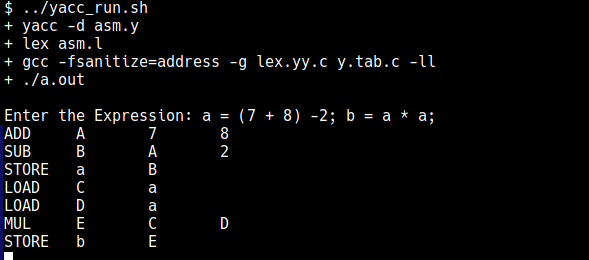 $ ../yacc_run.sh
+ yacc -d asm.y
+ lex asm.l
+ gcc -fsanitize=address -g lex.yy.c y.tab.c -ll
+ ./a.out
Enter the Expression: a = (7 + 8) -2; b = a * a;
ADD A 7 8
SUB B A 2
STORE a B
LOAD C a
LOAD D a
MUL E C D
STORE b E